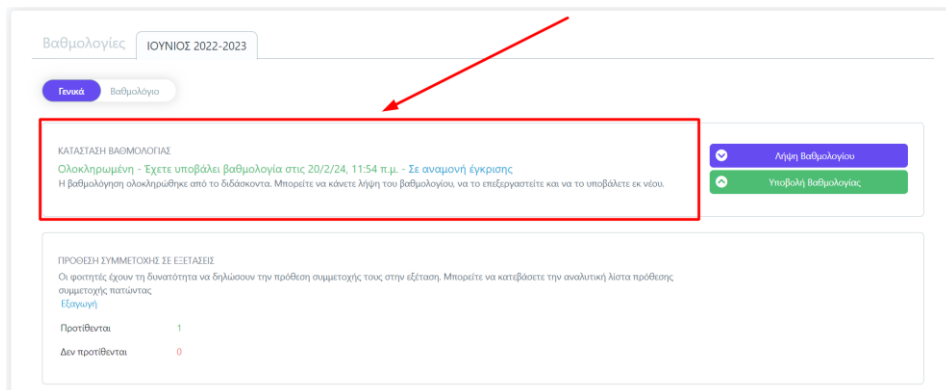 Βαθμολογίες
ΙΟΥΝΙΟΣ 2022-2023
Γενικά
Βαθμολόγιο
ΚΑΤΑΣΤΑΣΗ ΒΑΘΜΟΛΟΓΙΑΣ
Ολοκληρωμένη - Έχετε υποβάλει βαθμολογία στις 20/2/24, 11:54 π.μ. - Σε αναμονή έγκρισης
Η βαθμολόγηση ολοκληρώθηκε από το διδάσκοντα. Μπορείτε να κάνετε λήψη του βαθμολογίου, να το επεξεργαστείτε και να το υποβάλετε εκ νέου.
Λήψη Βαθμολογίου
Υποβολή Βαθμολογίας
ΠΡΟΘΕΣΗ ΣΥΜΜΕΤΟΧΗΣ ΣΕ ΕΞΕΤΑΣΕΙΣ
Οι φοιτητές έχουν τη δυνατότητα να δηλώσουν την πρόθεση συμμετοχής τους στην εξέταση. Μπορείτε να κατεβάσετε την αναλυτική λίστα πρόθεσης
συμμετοχής πατώντας
Εξαγωγή
Προτίθενται 1
Δεν προτίθενται 0